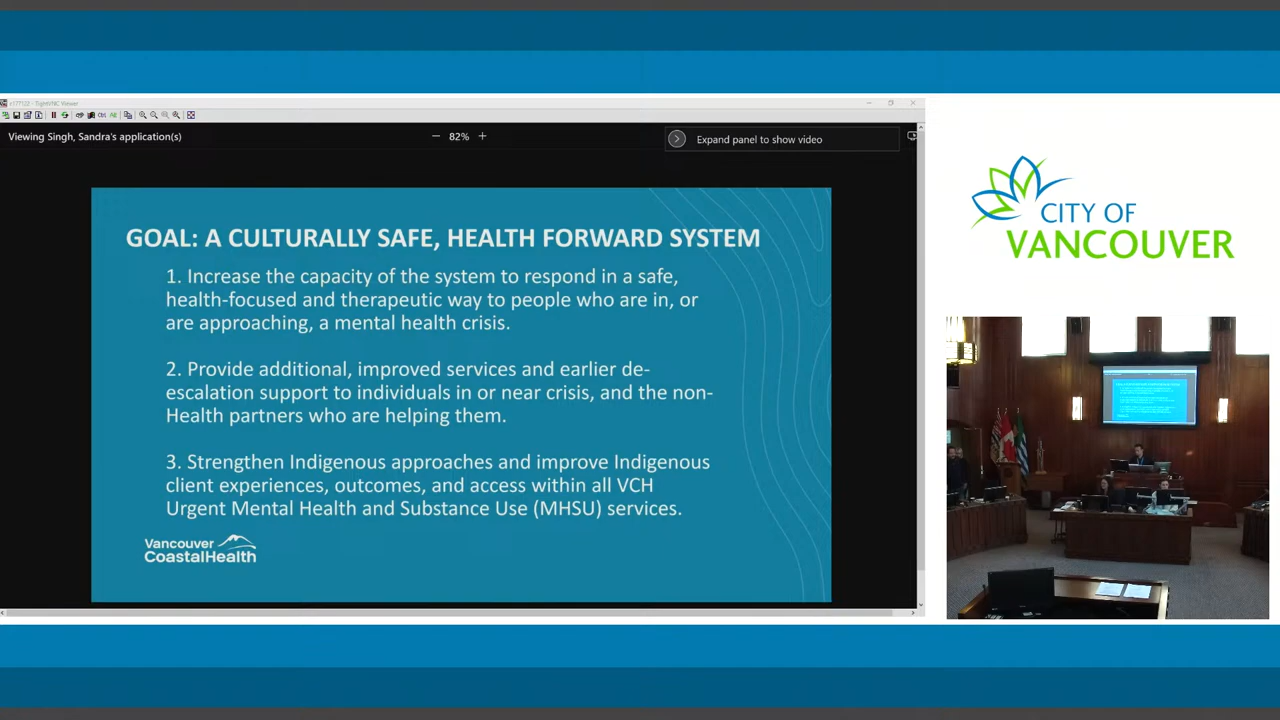 TightVNC Viewer
Viewing Singh, Sandra's application(s)
82%
Expand panel to show video
GOAL: A CULTURALLY SAFE, HEALTH FORWARD SYSTEM
1. Increase the capacity of the system to respond in a safe,
health-focused and therapeutic way to people who are in, or
are approaching, a mental health crisis.
2. Provide additional, improved services and earlier de-
escalation support to individuals in or near crisis, and the non-
Health partners who are helping them.
3. Strengthen Indigenous approaches and improve Indigenous
client experiences, outcomes, and access within all VCH
Urgent Mental Health and Substance Use (MHSU) services.
Vancouver
CoastalHealth
CITY OF
VANCOUVER